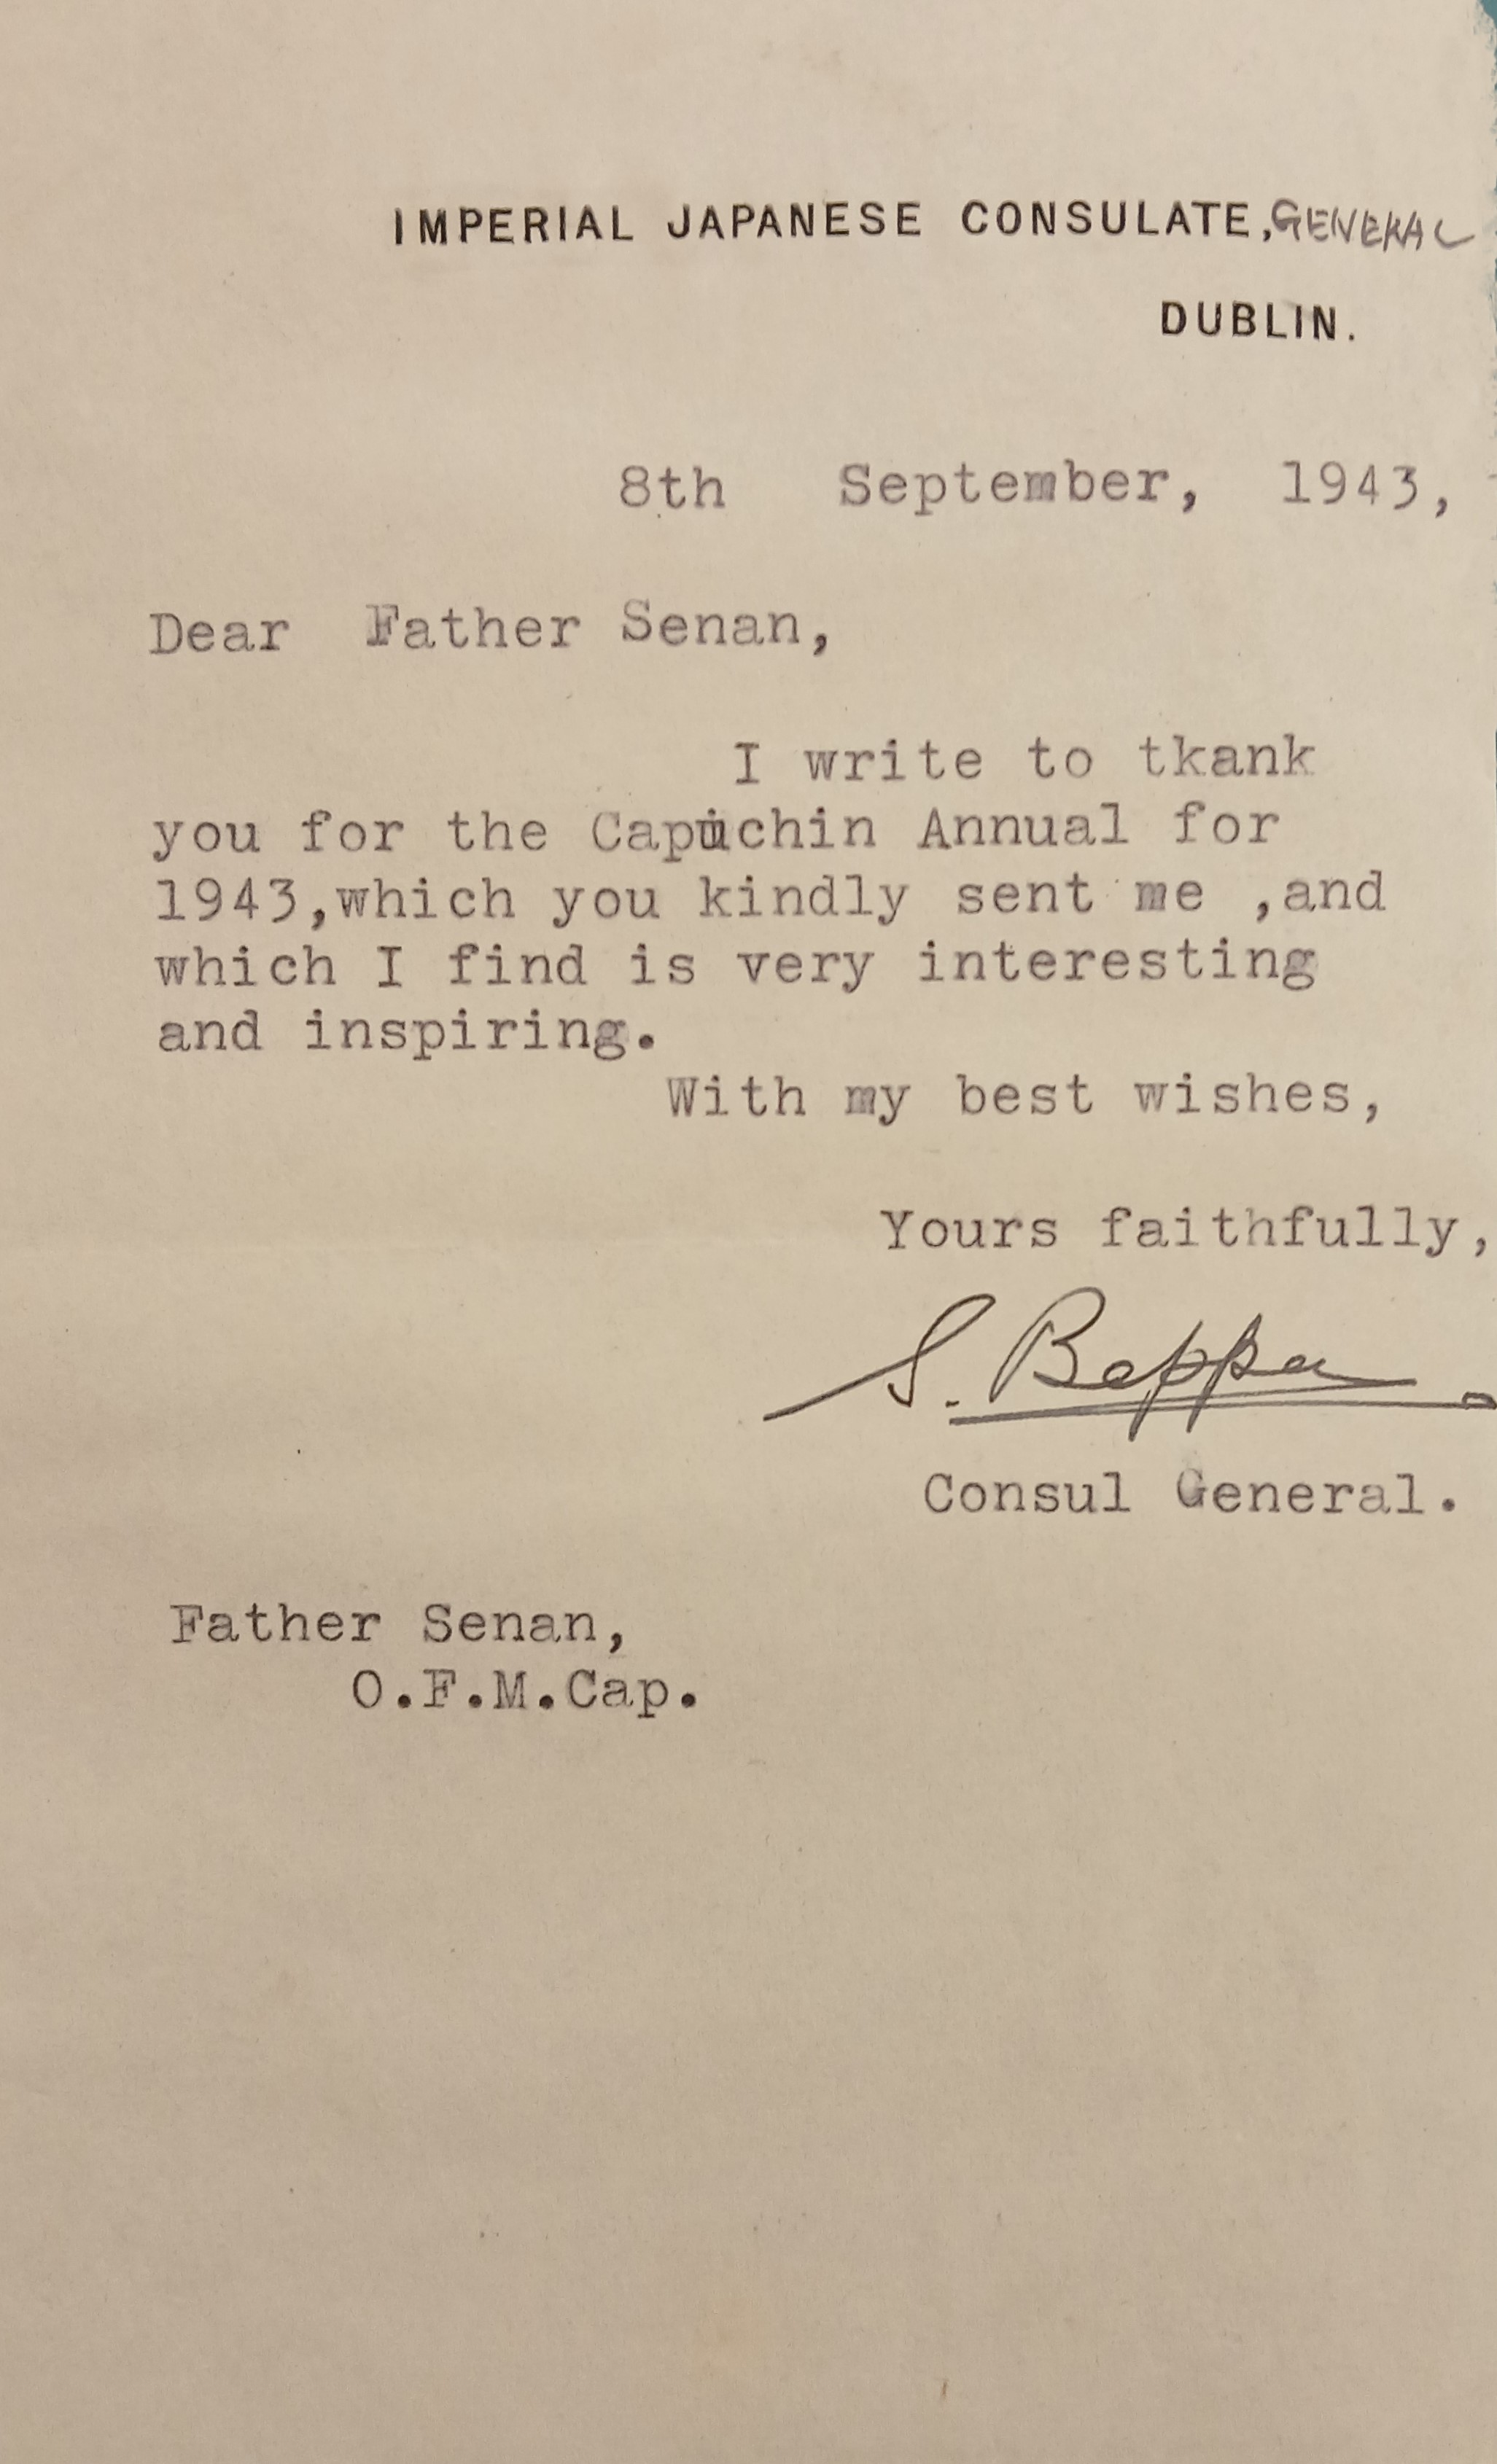 IMPERIAL JAPANESE CONSULATE, GENERAL
DUBLIN.
8th September, 1943,
Dear Father Senan,
I write to tkank
you for the Capuchin Annual for
1943,which you kindly sent me ,and
which I find is very interesting
and inspiring.
With my best wishes,
Yours faithfully,
S. Beppu
Consul General.
Father Senan,
O.F.M.Cap.